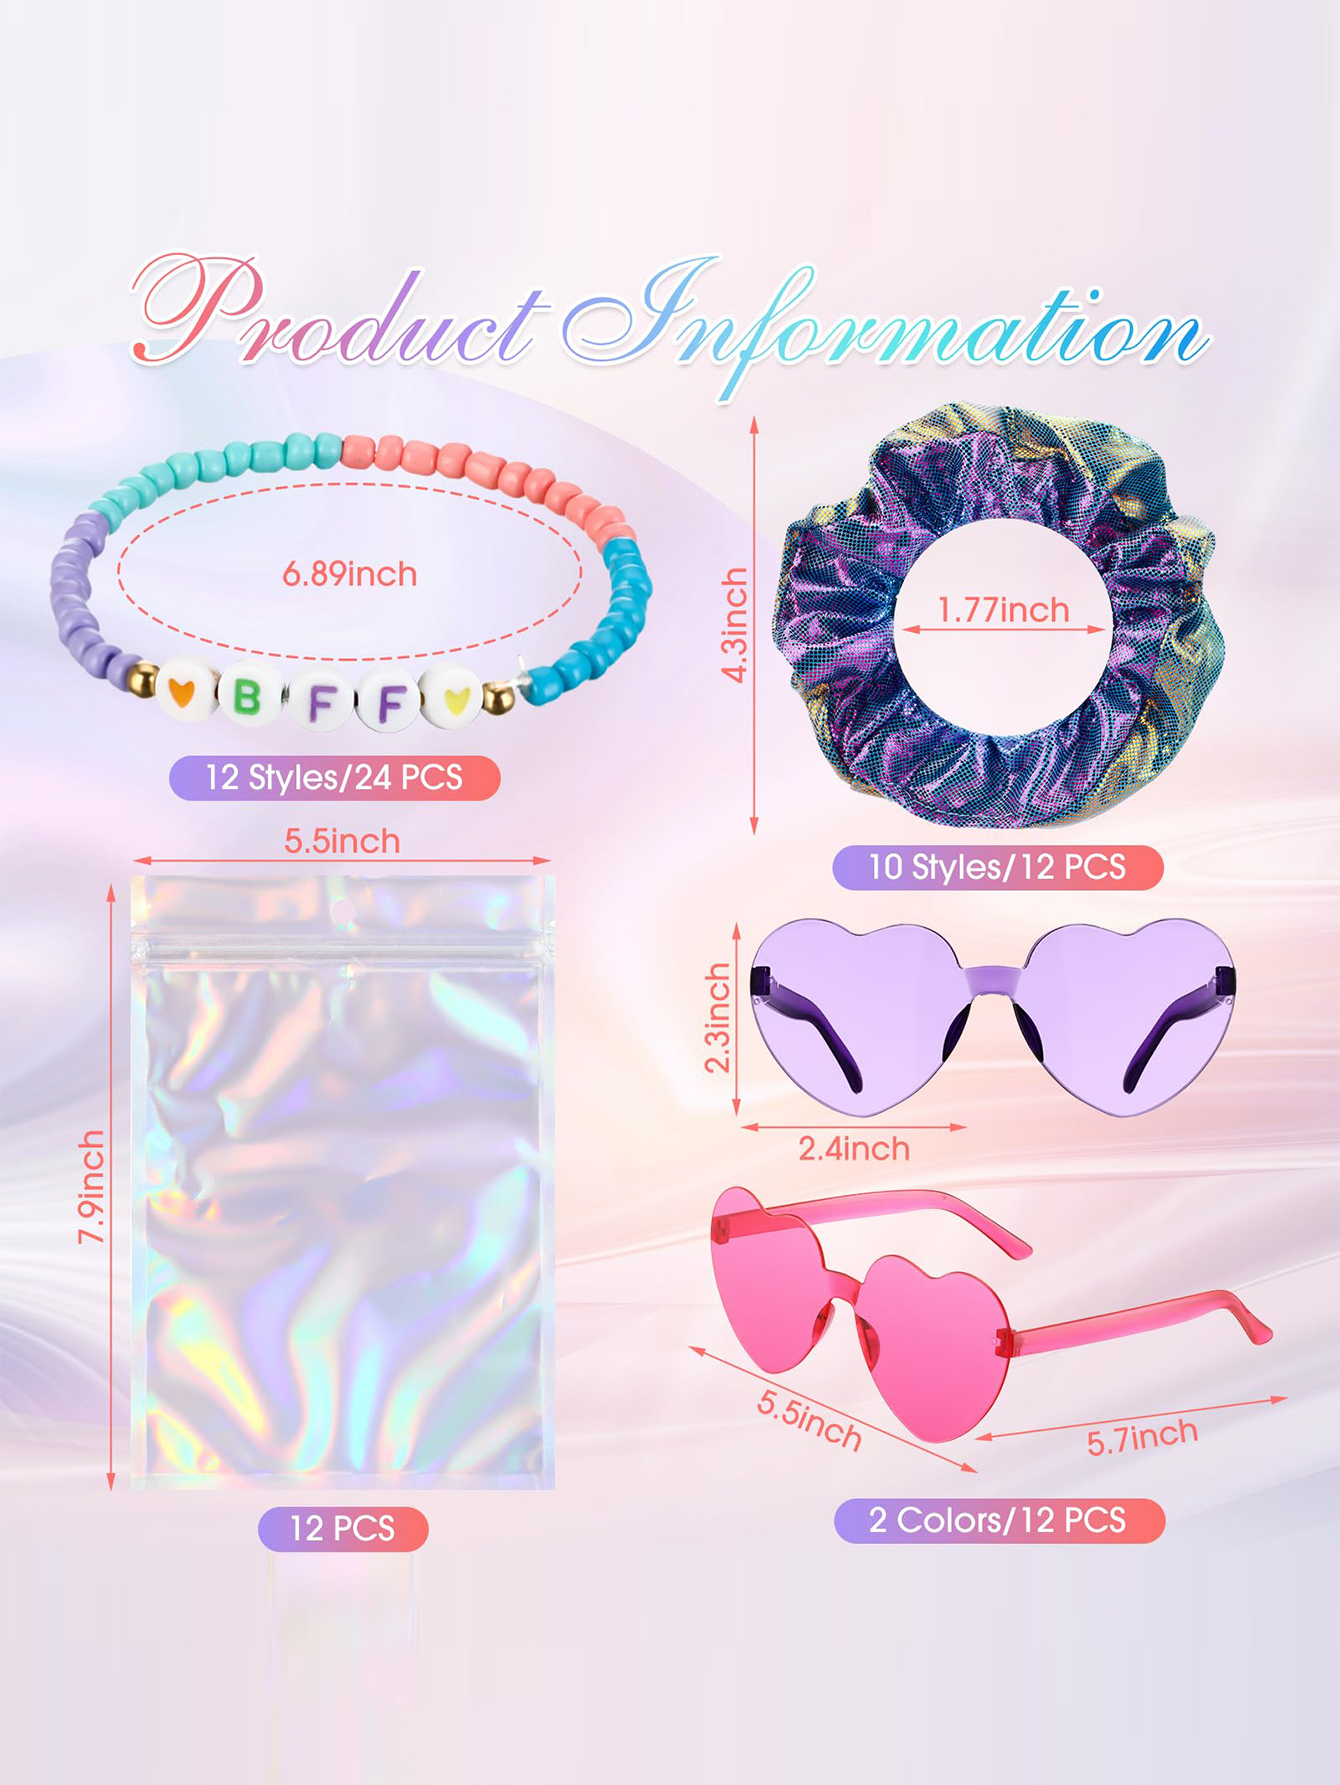 Product Information
6.89inch
B F F
12 Styles/24 PCS
4.3inch
1.77inch
10 Styles/12 PCS
5.5inch
7.9inch
12 PCS
2.3inch
2.4inch
5.5inch
5.7inch
2 Colors/12 PCS